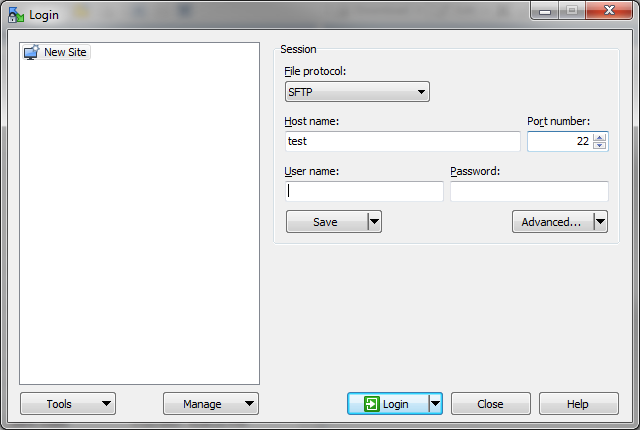 Login
New Site
Session
File protocol:
SFTP
Host name:
Port number:
test
22
User name:
Password:
Save
Advanced...
Tools
Manage
Login
Close
Help